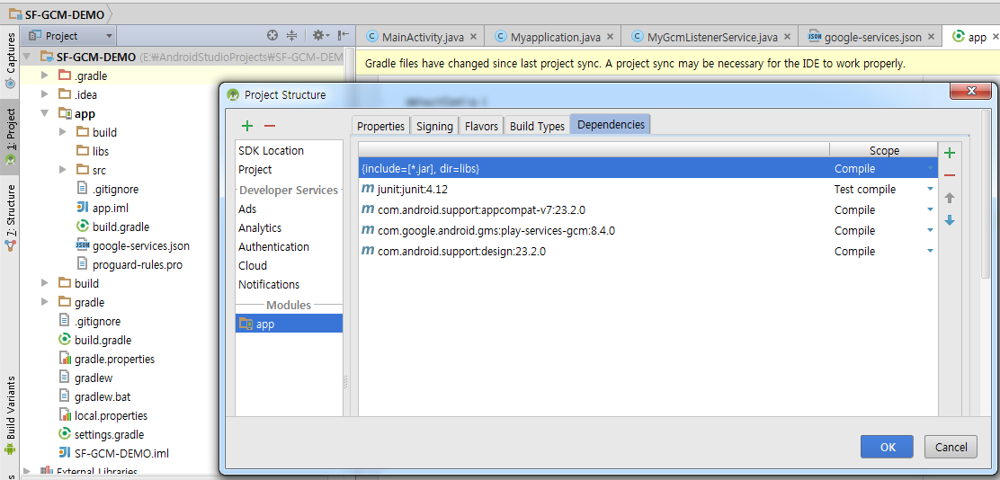 SF-GCM-DEMO
Captures
1: Project
7: Structure
Build Variants
Project
MainActivity.java
Myapplication.java
MyGcmListenerService.java
google-services.json
app
Gradle files have changed since last project sync. A project sync may be necessary for the IDE to work properly.
SF-GCM-DEMO (E:₩AndroidStudioProjects₩SF-GCM-DEM
.gradle
.idea
app
build
libs
src
.gitignore
app.iml
build.gradle
google-services.json
proguard-rules.pro
build
gradle
.gitignore
build.gradle
gradle.properties
gradlew
gradlew.bat
local.properties
settings.gradle
SF-GCM-DEMO.iml
External Libraries
Project Structure
SDK Location
Project
Developer Services
Ads
Analytics
Authentication
Cloud
Notifications
Modules
app
Properties Signing Flavors Build Types Dependencies
Scope
{include=[*.jar], dir=libs} Compile
m junit:junit:4.12 Test compile
m com.android.support:appcompat-v7:23.2.0 Compile
m com.google.android.gms:play-services-gcm:8.4.0 Compile
m com.android.support:design:23.2.0 Compile
OK Cancel